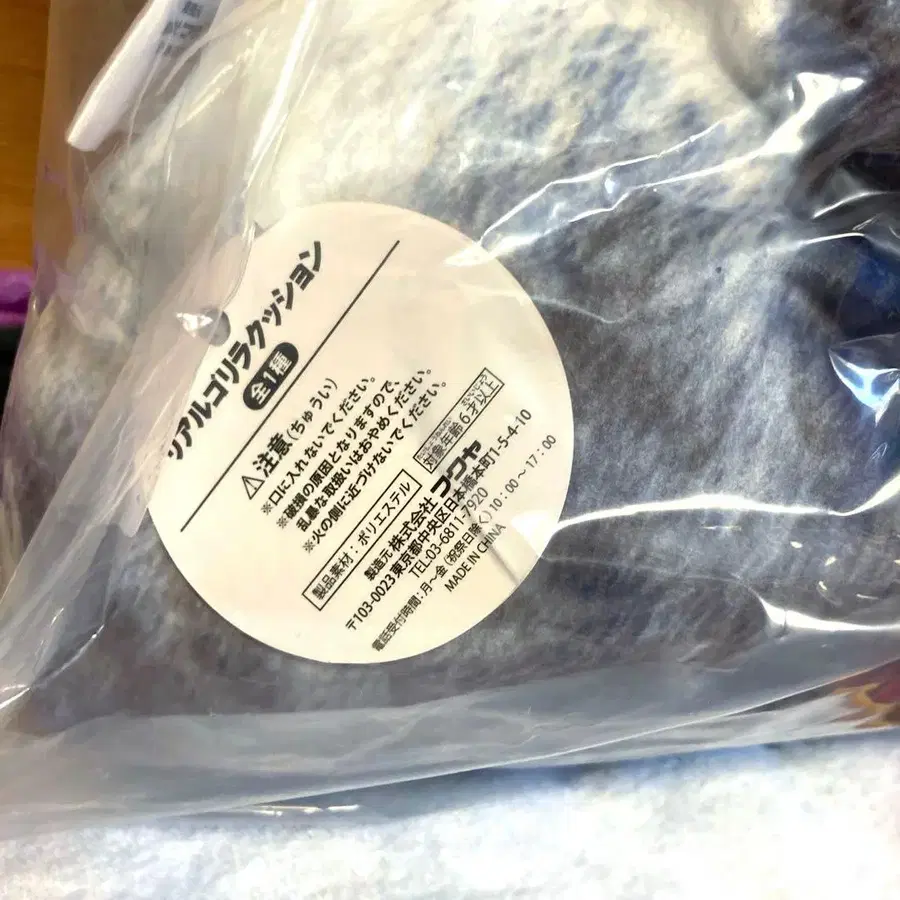 リアルゴリラクッション
全1種
⚠注意(ちゅうい)
※口に入れないでください。
※破損の原因となりますので、
乱暴な取扱いはおやめください。
※火の側に近づけないでください。
製品素材：ポリエステル
対象年齢6才以上
製造元 株式会社フクヤ
〒103-0023 東京都中央区日本橋本町1-5-4-10
TEL:03-6811-7920
電話受付時間：月～金(祝祭日除く)10：00～17：00
MADE IN CHINA